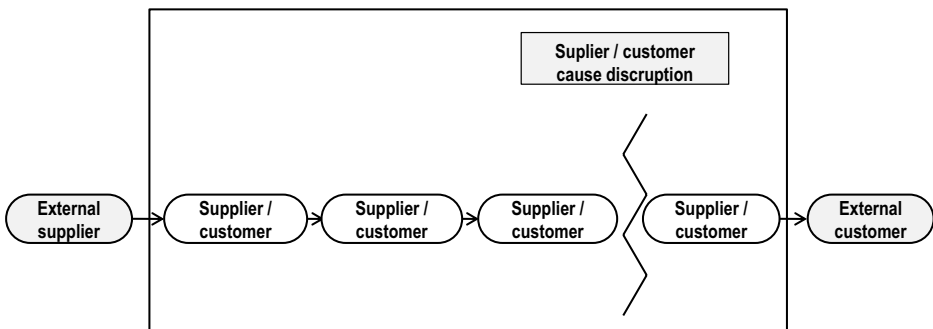 Suplier / customer
cause discruption
External
supplier
Supplier /
customer
Supplier /
customer
Supplier /
customer
Supplier /
customer
External
customer